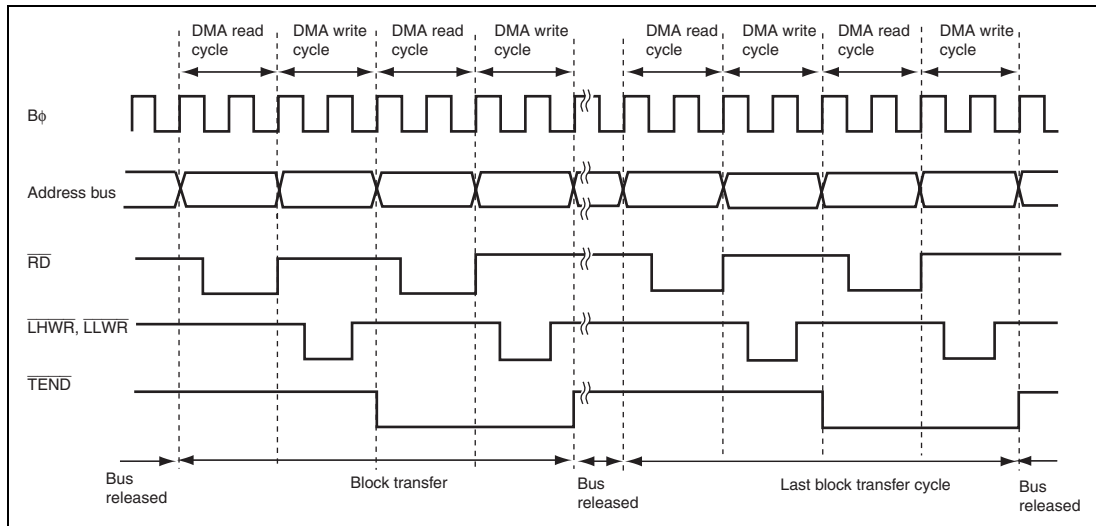 DMA read cycle
DMA write cycle
DMA read cycle
DMA write cycle
DMA read cycle
DMA write cycle
DMA read cycle
DMA write cycle
Bϕ
Address bus
RD
LHWR, LLWR
TEND
Bus released
Block transfer
Bus released
Last block transfer cycle
Bus released